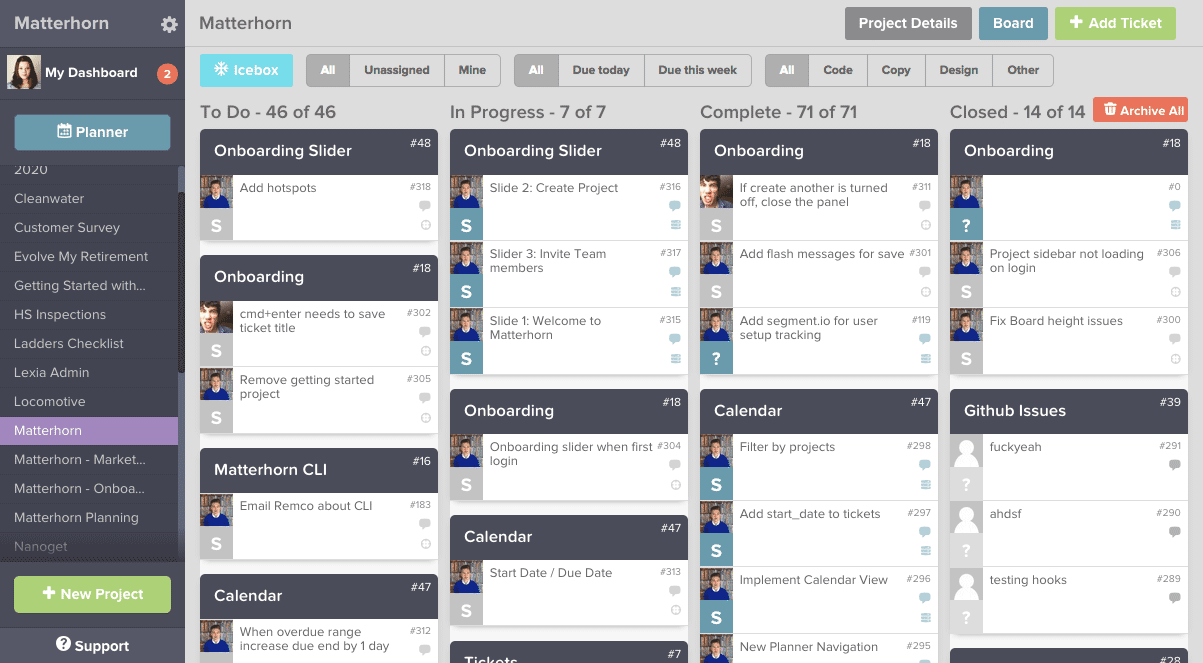 Matterhorn
My Dashboard
2
Planner
2020
Cleanwater
Customer Survey
Evolve My Retirement
Getting Started with...
HS Inspections
Ladders Checklist
Lexia Admin
Locomotive
Matterhorn
Matterhorn - Market...
Matterhorn - Onboa...
Matterhorn Planning
Nanoget
New Project
Support
Matterhorn
Project Details
Board
Add Ticket
Icebox
All
Unassigned
Mine
All
Due today
Due this week
All
Code
Copy
Design
Other
To Do - 46 of 46
Onboarding Slider
#48
Add hotspots
#318
S
Onboarding
#18
cmd+enter needs to save
ticket title
#302
S
Remove getting started
project
#305
S
Matterhorn CLI
#16
Email Remco about CLI
#183
S
Calendar
#47
When overdue range
increase due end by 1 day
#312
In Progress - 7 of 7
Onboarding Slider
#48
Slide 2: Create Project
#316
S
Slider 3: Invite Team
members
#317
S
Slide 1: Welcome to
Matterhorn
#315
S
Onboarding
#18
Onboarding slider when first
login
#304
S
Calendar
#47
Start Date / Due Date
#313
S
Tickets
#7
Complete - 71 of 71
Onboarding
#18
If create another is turned
off, close the panel
#311
S
Add flash messages for save
#301
S
Add segment.io for user
setup tracking
#119
?
Calendar
#47
Filter by projects
#298
S
Add start_date to tickets
#297
S
Implement Calendar View
#296
S
New Planner Navigation
#295
Closed - 14 of 14
Archive All
Onboarding
#18
#0
?
Project sidebar not loading
on login
#306
S
Fix Board height issues
#300
S
Github Issues
#39
fuckyeah
#291
?
ahdsf
#290
?
testing hooks
#289
?
#28